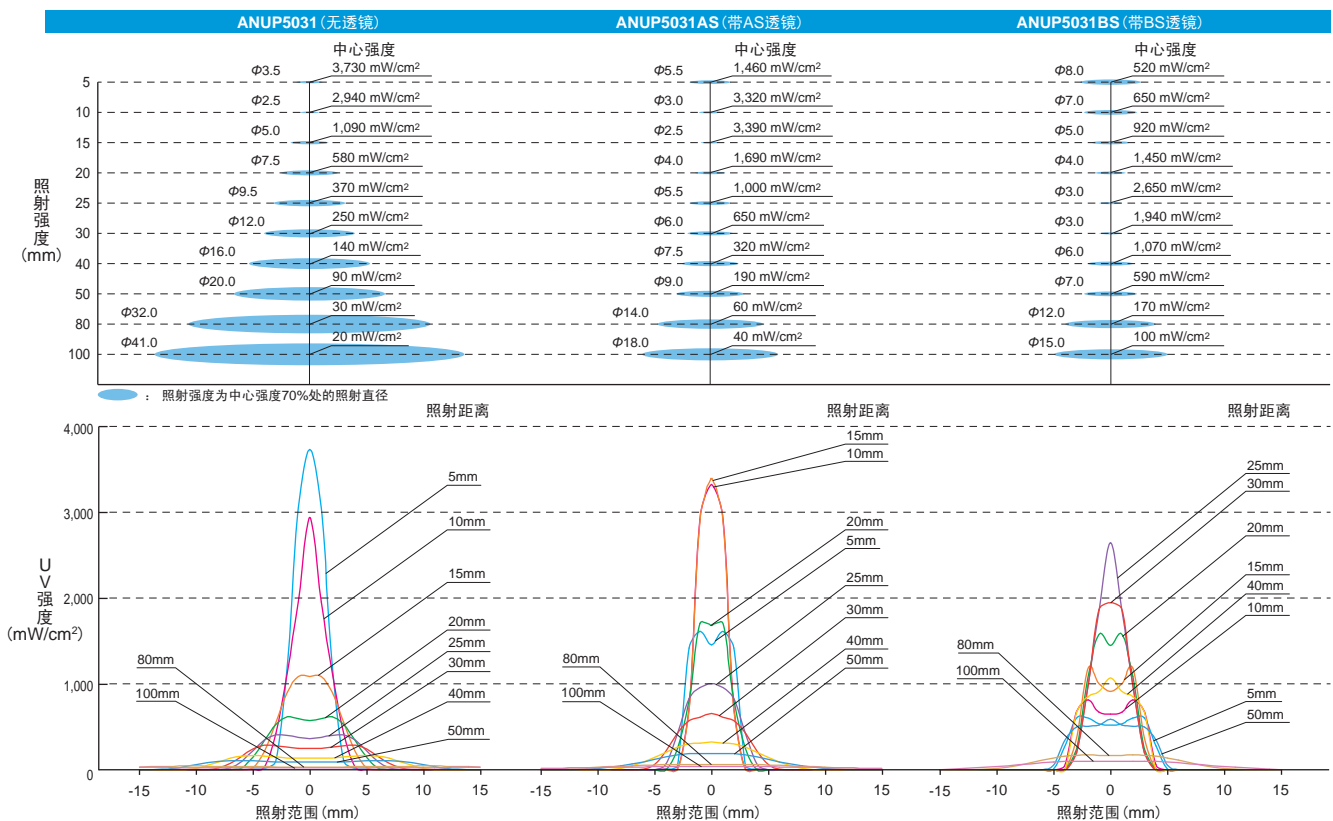 ANUP5031 (无透镜) ANUP5031AS (带AS透镜) ANUP5031BS (带BS透镜)
中心强度 中心强度 中心强度
5 Φ3.5 3,730 mW/cm² Φ5.5 1,460 mW/cm² Φ8.0 520 mW/cm²
10 Φ2.5 2,940 mW/cm² Φ3.0 3,320 mW/cm² Φ7.0 650 mW/cm²
15 Φ5.0 1,090 mW/cm² Φ2.5 3,390 mW/cm² Φ5.0 920 mW/cm²
20 Φ7.5 580 mW/cm² Φ4.0 1,690 mW/cm² Φ4.0 1,450 mW/cm²
25 Φ9.5 370 mW/cm² Φ5.5 1,000 mW/cm² Φ3.0 2,650 mW/cm²
30 Φ12.0 250 mW/cm² Φ6.0 650 mW/cm² Φ3.0 1,940 mW/cm²
40 Φ16.0 140 mW/cm² Φ7.5 320 mW/cm² Φ6.0 1,070 mW/cm²
50 Φ20.0 90 mW/cm² Φ9.0 190 mW/cm² Φ7.0 590 mW/cm²
80 Φ32.0 30 mW/cm² Φ14.0 60 mW/cm² Φ12.0 170 mW/cm²
100 Φ41.0 20 mW/cm² Φ18.0 40 mW/cm² Φ15.0 100 mW/cm²
照射强度
(mm)
: 照射强度为中心强度70%处的照射直径
UV强度
(mW/cm²)
4,000
3,000
2,000
1,000
0
照射距离
5mm
10mm
15mm
20mm
25mm
30mm
40mm
50mm
80mm
100mm
-15 -10 -5 0 5 10 15
照射范围 (mm)
照射距离
15mm
10mm
20mm
5mm
25mm
30mm
40mm
50mm
80mm
100mm
-15 -10 -5 0 5 10 15
照射范围 (mm)
照射距离
25mm
30mm
20mm
15mm
40mm
10mm
5mm
50mm
80mm
100mm
-15 -10 -5 0 5 10 15
照射范围 (mm)